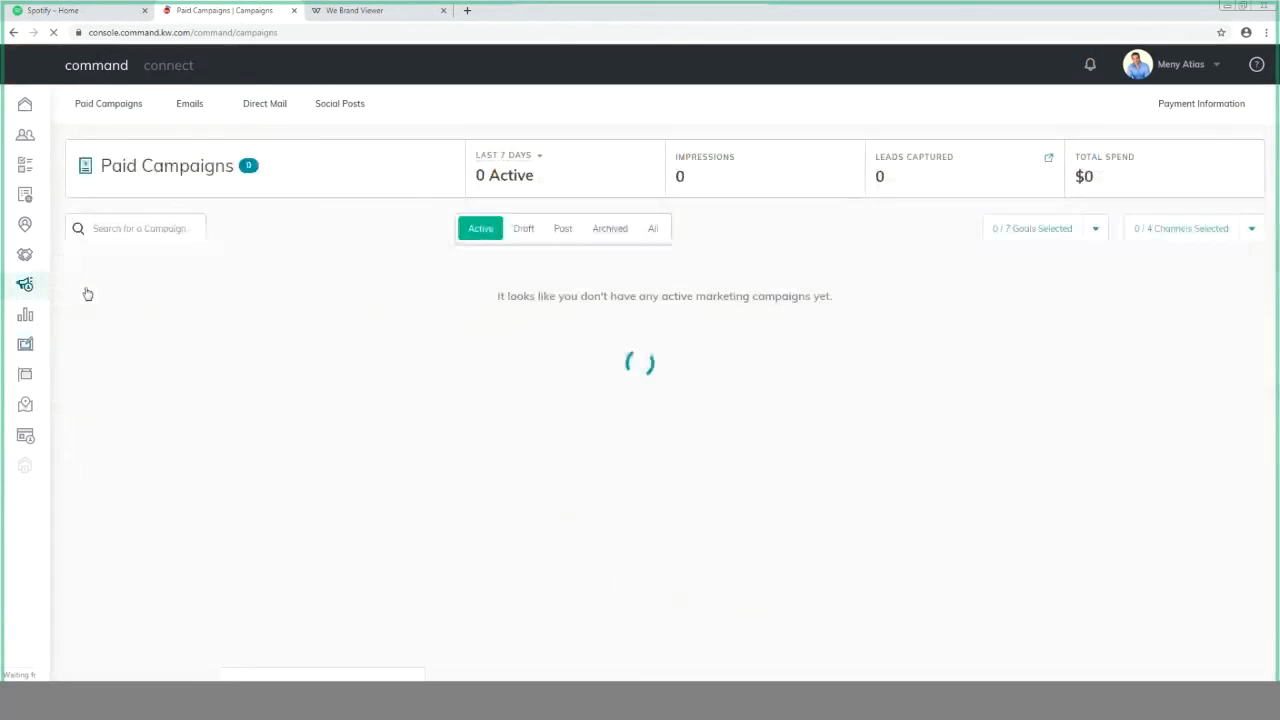 Spotify – Home
Paid Campaigns | Campaigns
We Brand Viewer
console.command.kw.com/command/campaigns
command
connect
Meny Atias
Paid Campaigns
Emails
Direct Mail
Social Posts
Payment Information
Paid Campaigns 0
LAST 7 DAYS
0 Active
IMPRESSIONS
0
LEADS CAPTURED
0
TOTAL SPEND
$0
Search for a Campaign
Active
Draft
Past
Archived
All
0 / 7 Goals Selected
0 / 4 Channels Selected
It looks like you don't have any active marketing campaigns yet.
Waiting fr